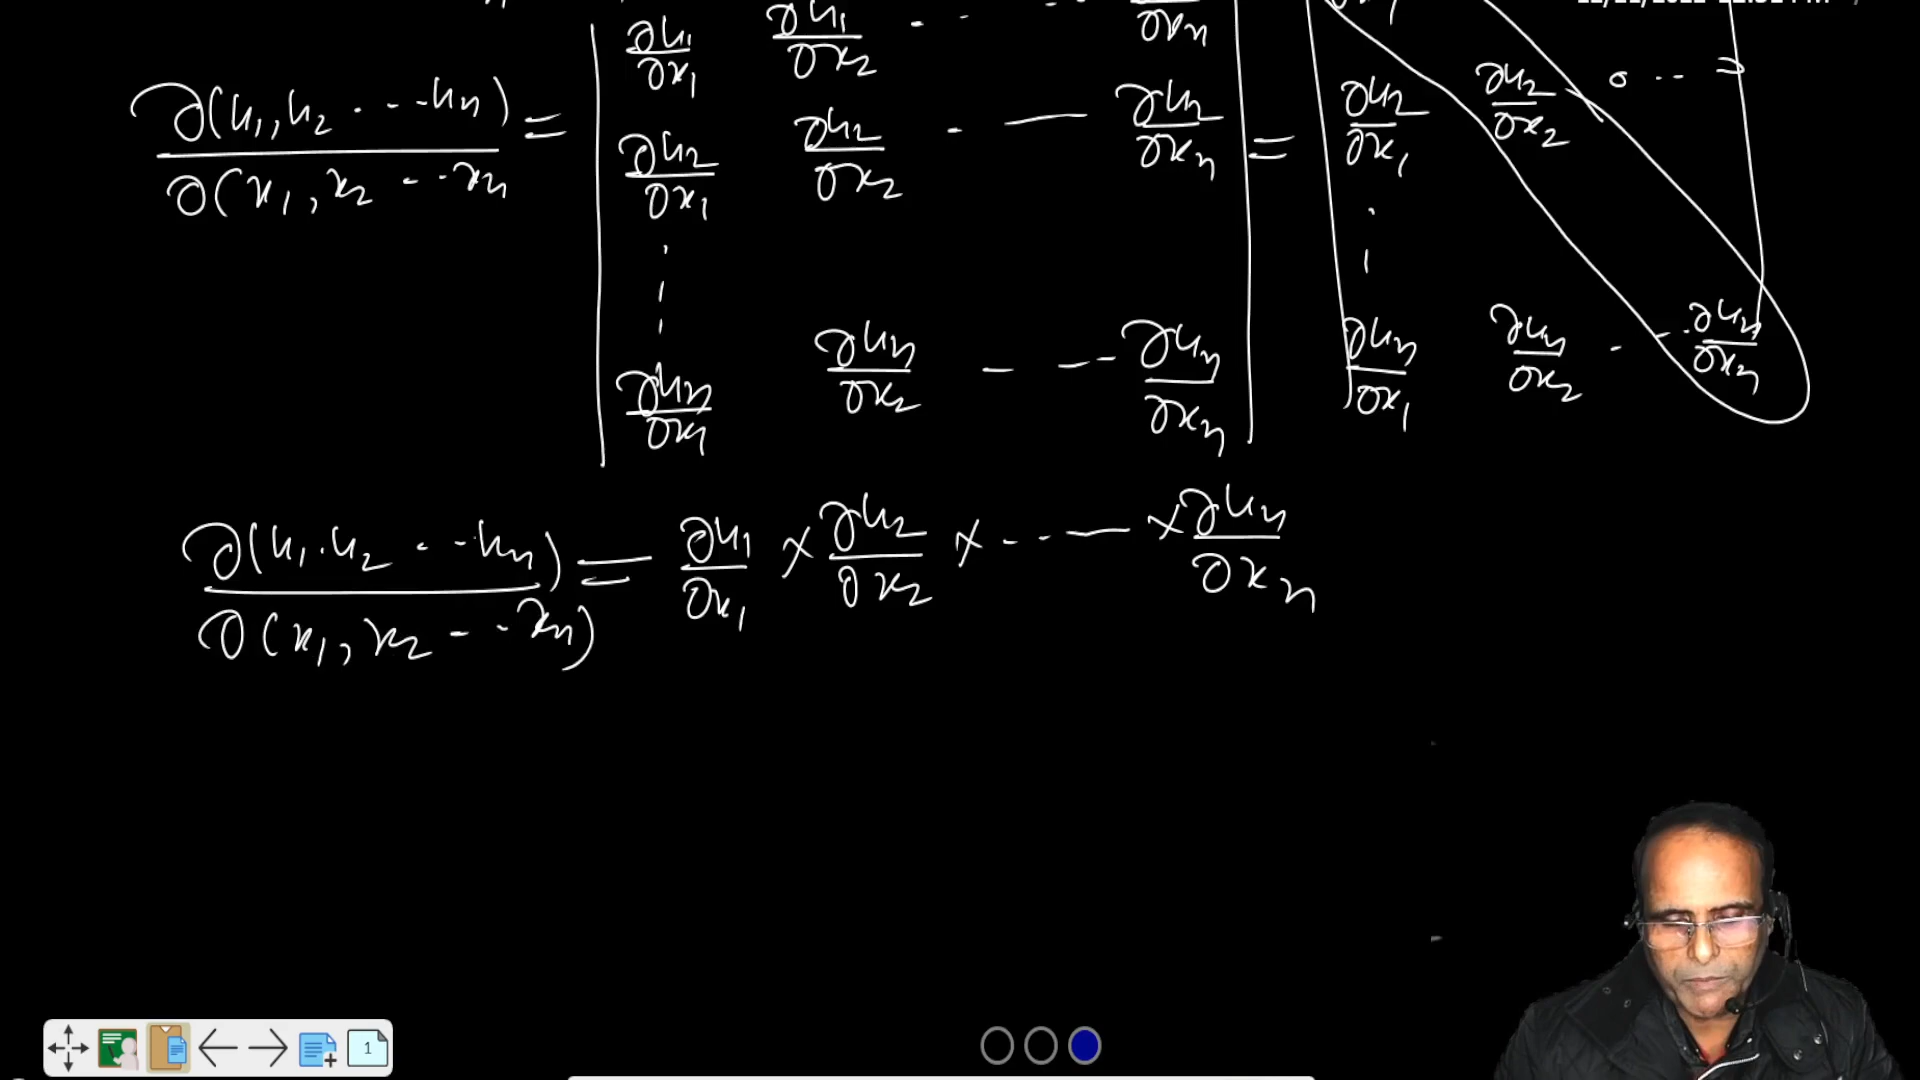 ∂u₁/∂x₁ ∂u₁/∂x₂ - - - - ∂xₙ
∂(u₁, u₂ . - - uₙ) / ∂(x₁, x₂ - - xₙ = | ∂u₂/∂x₁ ∂u₂/∂x₂ - — ∂u₂/∂xₙ | = | ∂u₂/∂x₁ ∂u₂/∂x₂ 0 - - =
∂uₙ/∂x₁ ∂uₙ/∂x₂ - - - ∂uₙ/∂xₙ | ∂uₙ/∂x₁ ∂uₙ/∂x₂ - - . ∂uₙ/∂xₙ
∂(u₁.u₂ - - uₙ) / ∂(x₁, x₂ - - xₙ) = ∂u₁/∂x₁ × ∂u₂/∂x₂ × - - — × ∂uₙ/∂xₙ
1